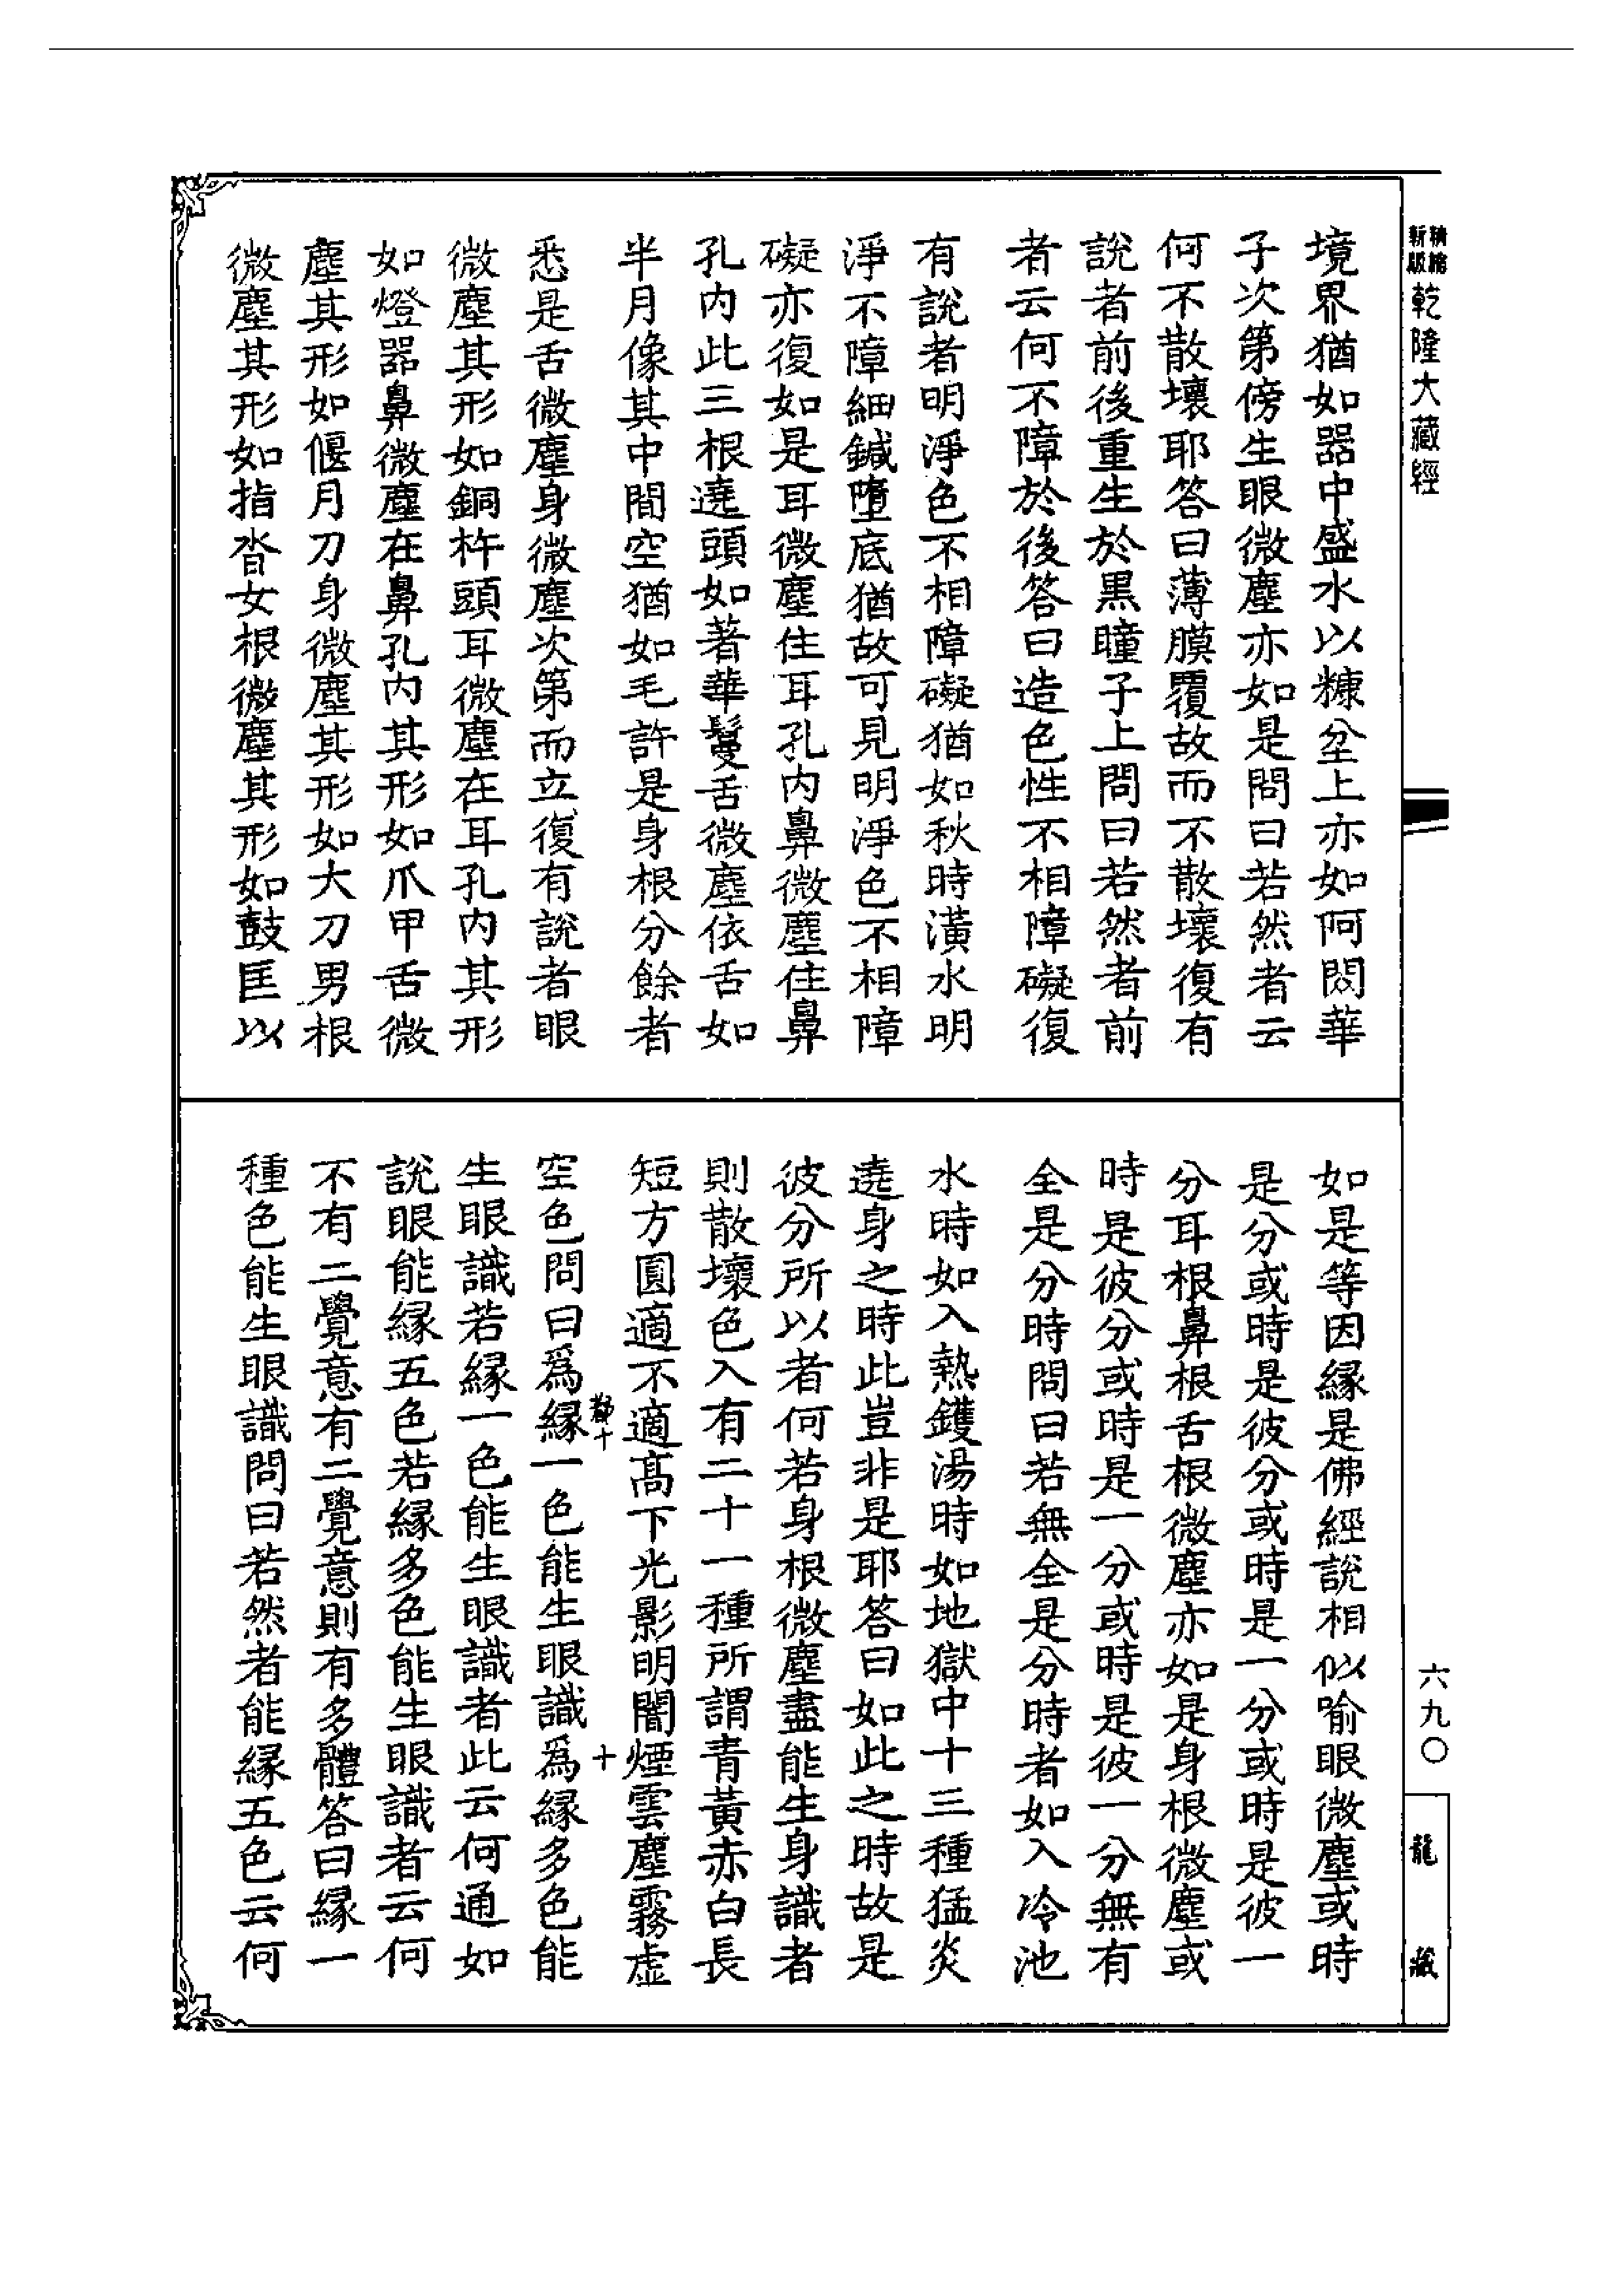 精縮
新版
乾隆大藏經
境界猶如器中盛水以糠坌上亦如阿閦華
子次第傍生眼微塵亦如是問曰若然者云
何不散壞耶答曰薄膜覆故而不散壞復有
說者前後重生於黑瞳子上問曰若然者前
者云何不障於後答曰造色性不相障礙復
有說者明淨色不相障礙猶如秋時潢水明
淨不障細鍼墮底猶故可見明淨色不相障
礙亦復如是耳微塵住耳孔內鼻微塵住鼻
孔內此三根遶頭如著華鬘舌微塵依舌如
半月像其中間空猶如毛許是身根分餘者
悉是舌微塵身微塵次第而立復有說者眼
微塵其形如銅杵頭耳微塵在耳孔內其形
如燈器鼻微塵在鼻孔內其形如爪甲舌微
塵其形如偃月刀身微塵其形如大刀男根
微塵其形如指沓女根微塵其形如鼓匡以
如是等因緣是佛經說相似喻眼微塵或時
是分或時是彼分或時是一分或時是彼一
分耳根鼻根舌根微塵亦如是身根微塵或
時是彼分或時是一分或時是彼一分無有
全是分時問曰若無全是分時者如入冷池
水時如入熱鑊湯時如地獄中十三種猛炎
遶身之時此豈非是耶答曰如此之時故是
彼分所以者何若身根微塵盡能生身識者
則散壞色入有二十一種所謂青黃赤白長
短方圓適不適高下光影明闇煙雲塵霧虛
空色問曰爲緣一色能生眼識爲緣多色能
生眼識若緣一色能生眼識者此云何通如
說眼能緣五色若緣多色能生眼識者云何
不有二覺意有二覺意則有多體答曰緣一
種色能生眼識問曰若然者能緣五色云何
十
十
六九〇
龍藏